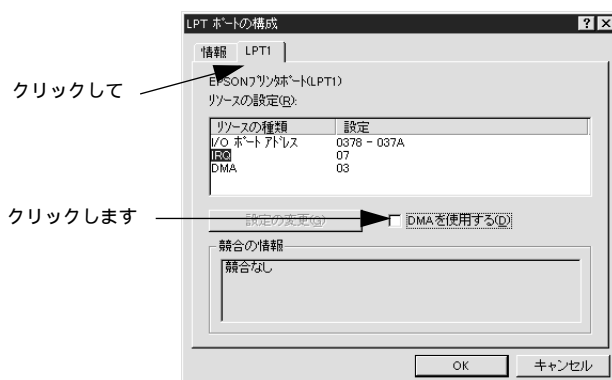 LPT ポートの構成
情報 LPT1
クリックして
EPSONプリンタポート(LPT1)
リソースの設定(R):
リソースの種類 設定
I/O ポート アドレス 0378 - 037A
IRQ 07
DMA 03
クリックします
設定の変更(G) DMAを使用する(D)
競合の情報
競合なし
OK キャンセル